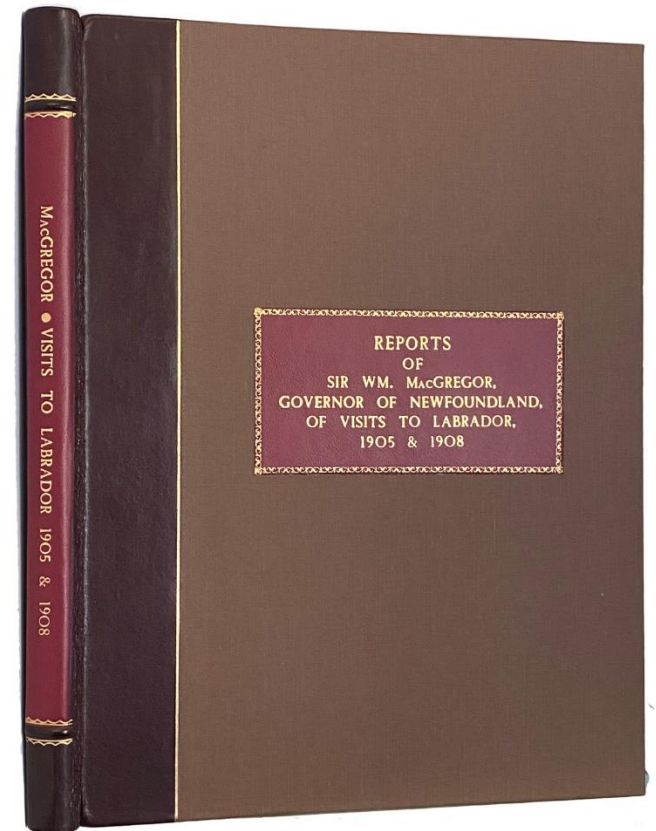 MACGREGOR • VISITS TO LABRADOR 1905 & 1908
REPORTS
OF
SIR WM. MACGREGOR,
GOVERNOR OF NEWFOUNDLAND,
OF VISITS TO LABRADOR,
1905 & 1908